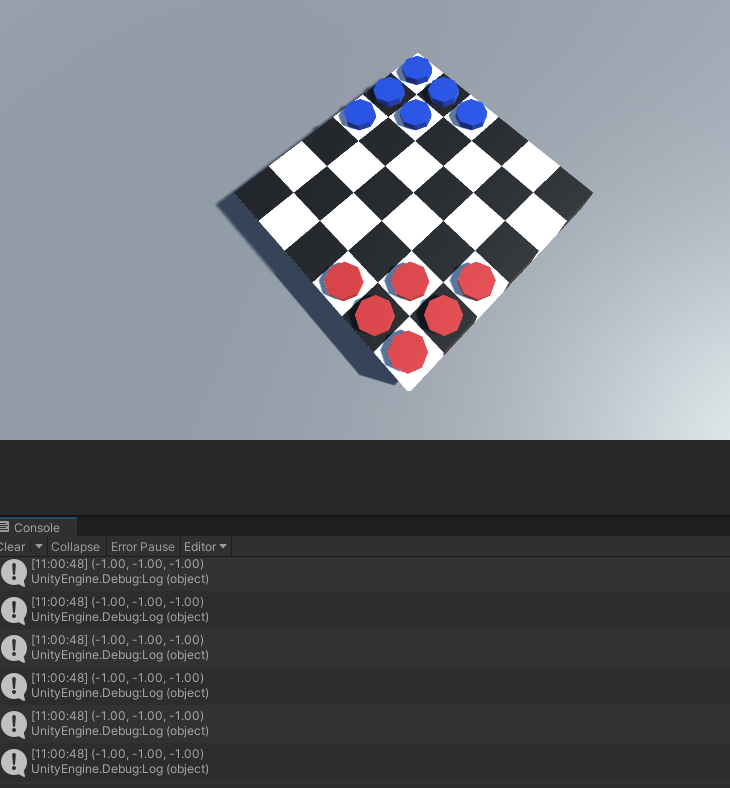 Console
Clear Collapse Error Pause Editor
[11:00:48] (-1.00, -1.00, -1.00)
UnityEngine.Debug:Log (object)
[11:00:48] (-1.00, -1.00, -1.00)
UnityEngine.Debug:Log (object)
[11:00:48] (-1.00, -1.00, -1.00)
UnityEngine.Debug:Log (object)
[11:00:48] (-1.00, -1.00, -1.00)
UnityEngine.Debug:Log (object)
[11:00:48] (-1.00, -1.00, -1.00)
UnityEngine.Debug:Log (object)
[11:00:48] (-1.00, -1.00, -1.00)
UnityEngine.Debug:Log (object)